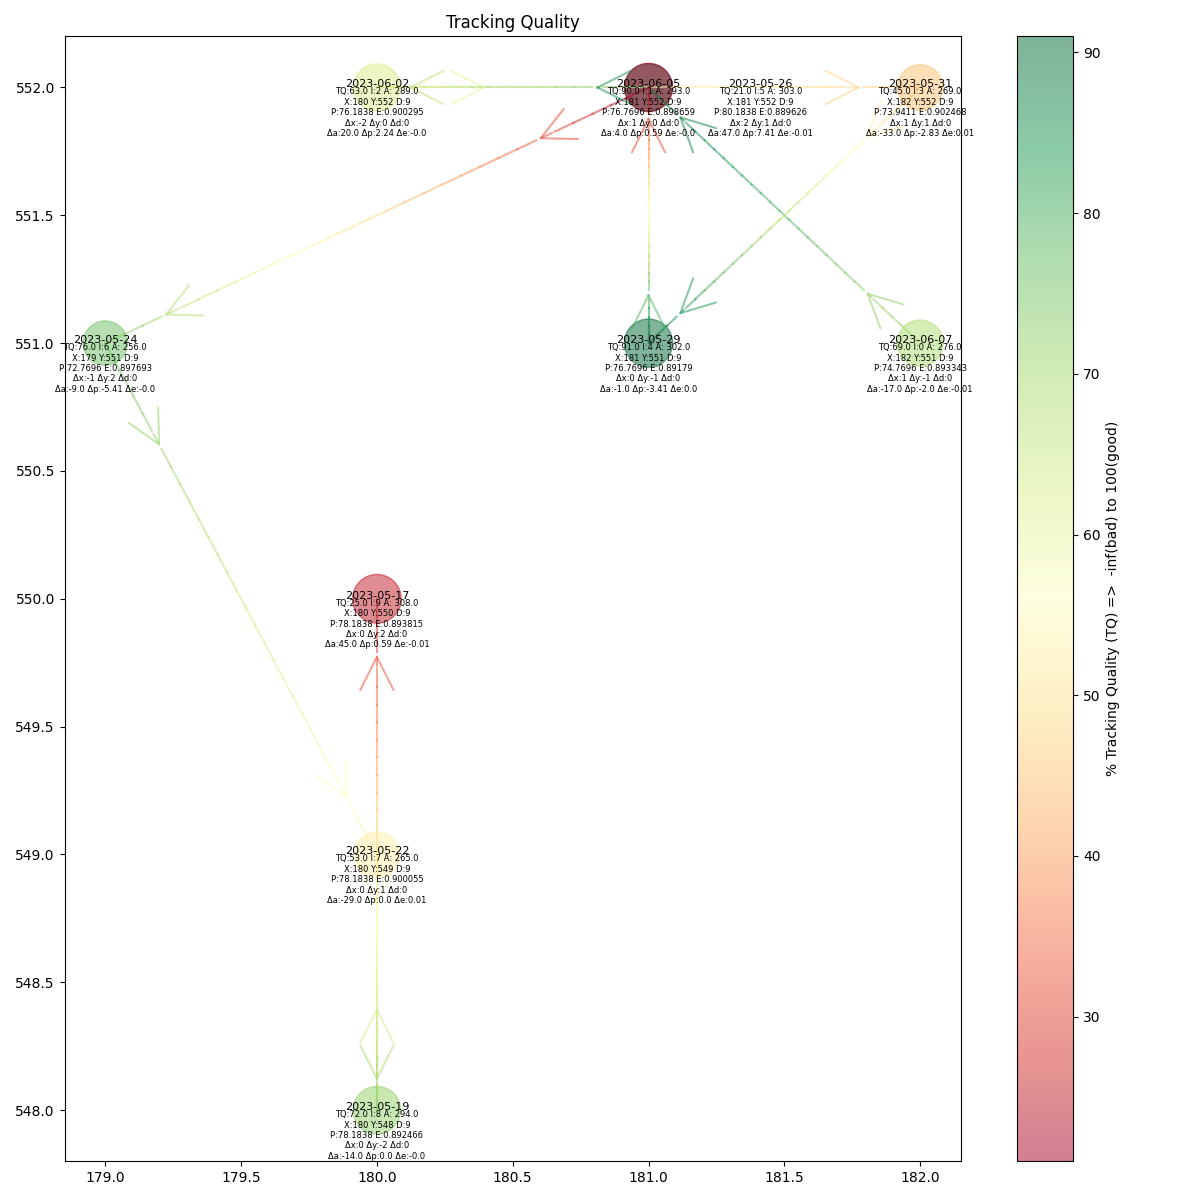 Tracking Quality
552.0
551.5
551.0
550.5
550.0
549.5
549.0
548.5
548.0
179.0
179.5
180.0
180.5
181.0
181.5
182.0
2023-06-02
TQ:63.0 I:2 A: 289.0
X:180 Y:552 D:9
P:76.1838 E:0.900295
Δx:-2 Δy:0 Δd:0
Δa:20.0 Δp:2.24 Δe:-0.0
2023-06-05
TQ:90.0 I:1 A: 293.0
X:181 Y:552 D:9
P:76.7696 E:0.898659
Δx:1 Δy:1 Δd:0
Δa:4.0 Δp:0.59 Δe:-0.0
2023-05-26
TQ:21.0 I:5 A: 303.0
X:181 Y:552 D:9
P:80.1838 E:0.889626
Δx:2 Δy:1 Δd:0
Δa:47.0 Δp:7.41 Δe:-0.01
2023-05-31
TQ:45.0 I:3 A: 269.0
X:182 Y:552 D:9
P:73.9411 E:0.902468
Δx:1 Δy:1 Δd:0
Δa:-33.0 Δp:-2.83 Δe:0.01
2023-05-24
TQ:76.0 I:6 A: 256.0
X:179 Y:551 D:9
P:72.7696 E:0.897693
Δx:-1 Δy:2 Δd:0
Δa:-9.0 Δp:-5.41 Δe:-0.0
2023-05-29
TQ:91.0 I:4 A: 302.0
X:181 Y:551 D:9
P:76.7696 E:0.89179
Δx:0 Δy:-1 Δd:0
Δa:-1.0 Δp:-3.41 Δe:0.0
2023-06-07
TQ:69.0 I:0 A: 276.0
X:182 Y:551 D:9
P:74.7696 E:0.893343
Δx:1 Δy:-1 Δd:0
Δa:-17.0 Δp:-2.0 Δe:-0.01
2023-05-17
TQ:25.0 I:9 A: 308.0
X:180 Y:550 D:9
P:78.1838 E:0.893815
Δx:0 Δy:2 Δd:0
Δa:45.0 Δp:0.59 Δe:-0.01
2023-05-22
TQ:53.0 I:7 A: 265.0
X:180 Y:549 D:9
P:78.1838 E:0.900055
Δx:0 Δy:1 Δd:0
Δa:-29.0 Δp:0.0 Δe:0.01
2023-05-19
TQ:72.0 I:8 A: 294.0
X:180 Y:548 D:9
P:78.1838 E:0.892466
Δx:0 Δy:-2 Δd:0
Δa:-14.0 Δp:0.0 Δe:-0.0
90
80
70
60
50
40
30
% Tracking Quality (TQ) =>  -inf(bad) to 100(good)